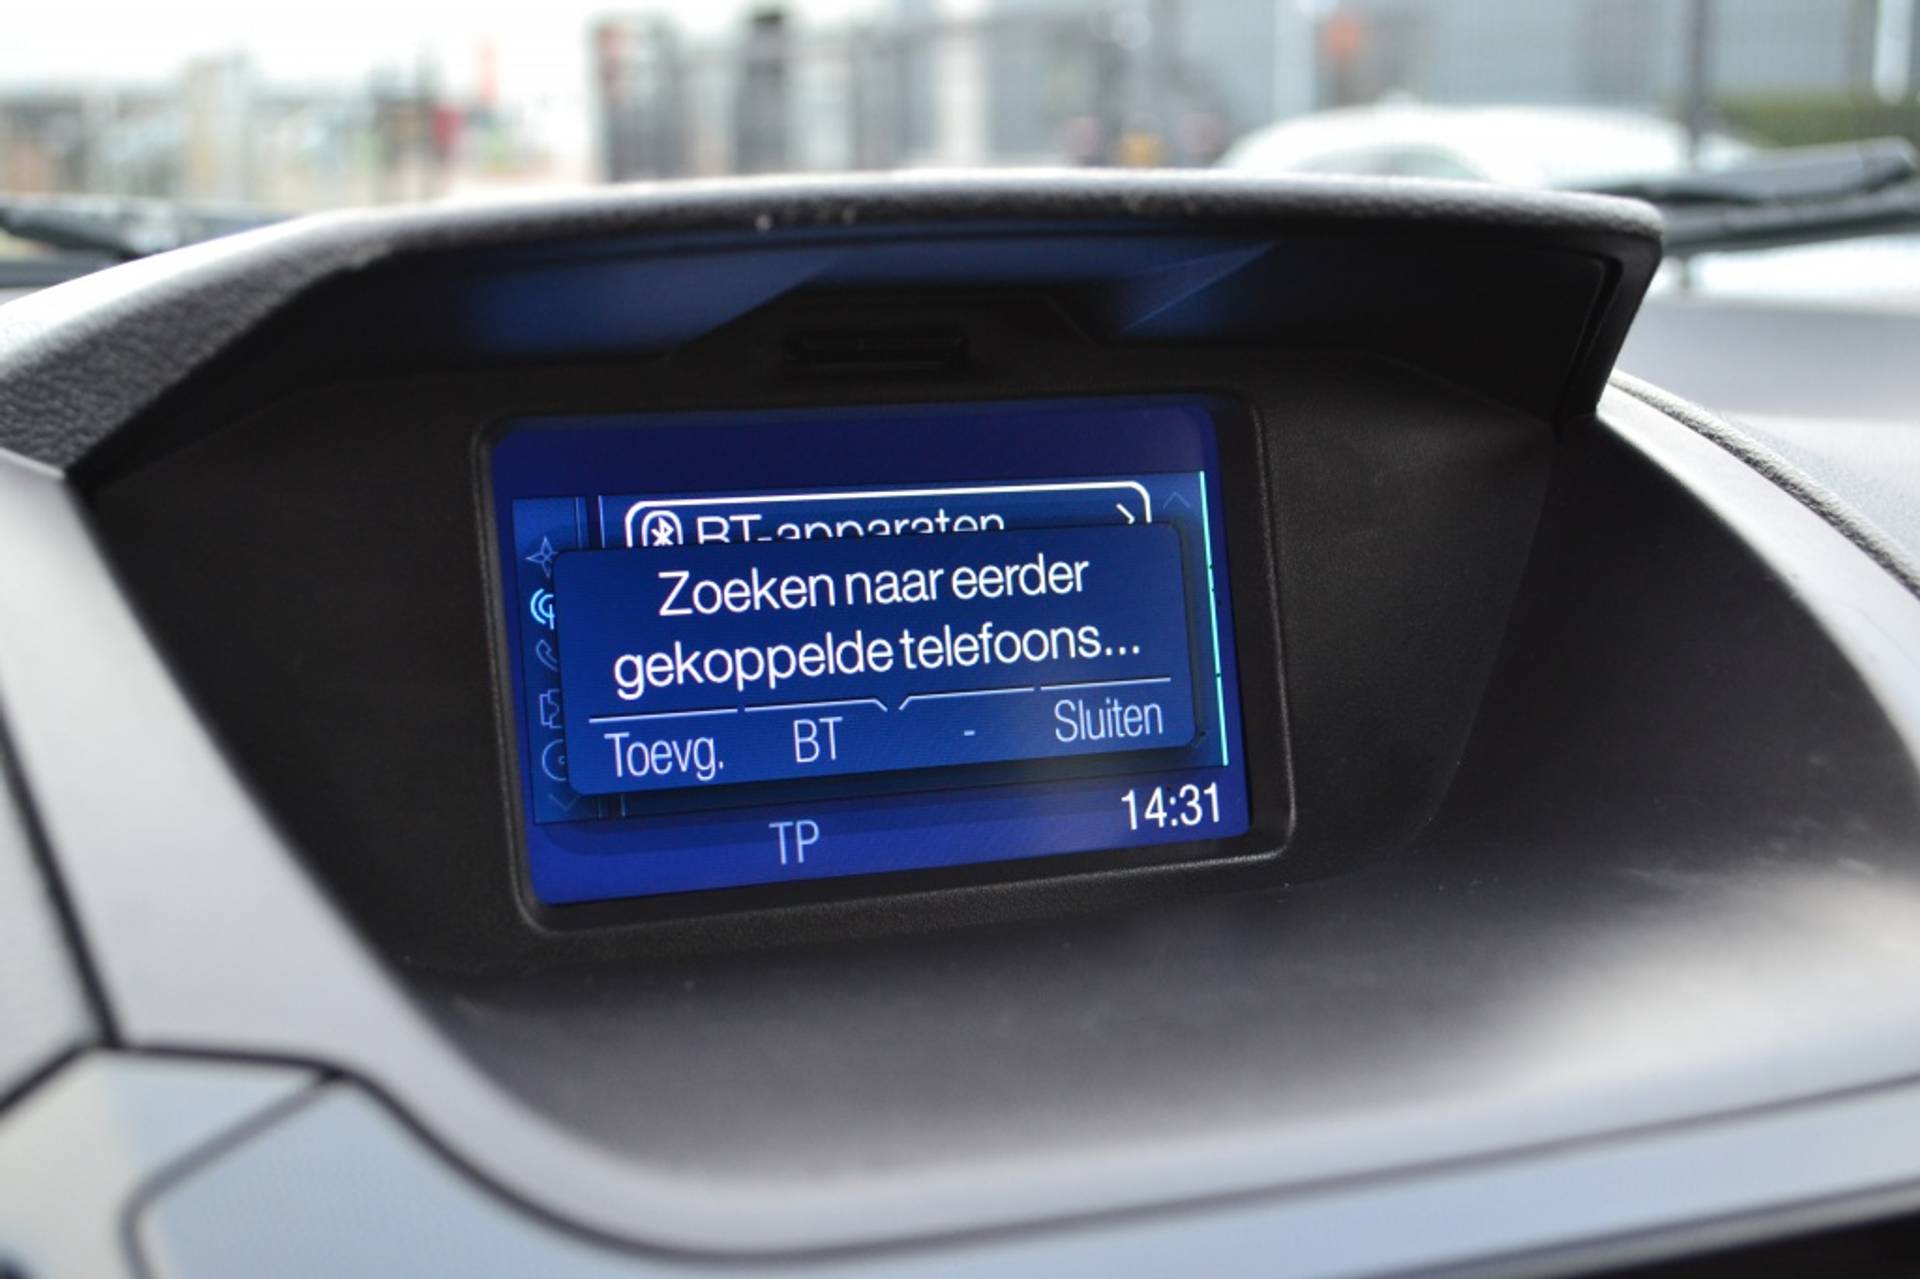 BT-apparaten
Zoeken naar eerder
gekoppelde telefoons...
Toevg. BT - Sluiten
14:31
TP